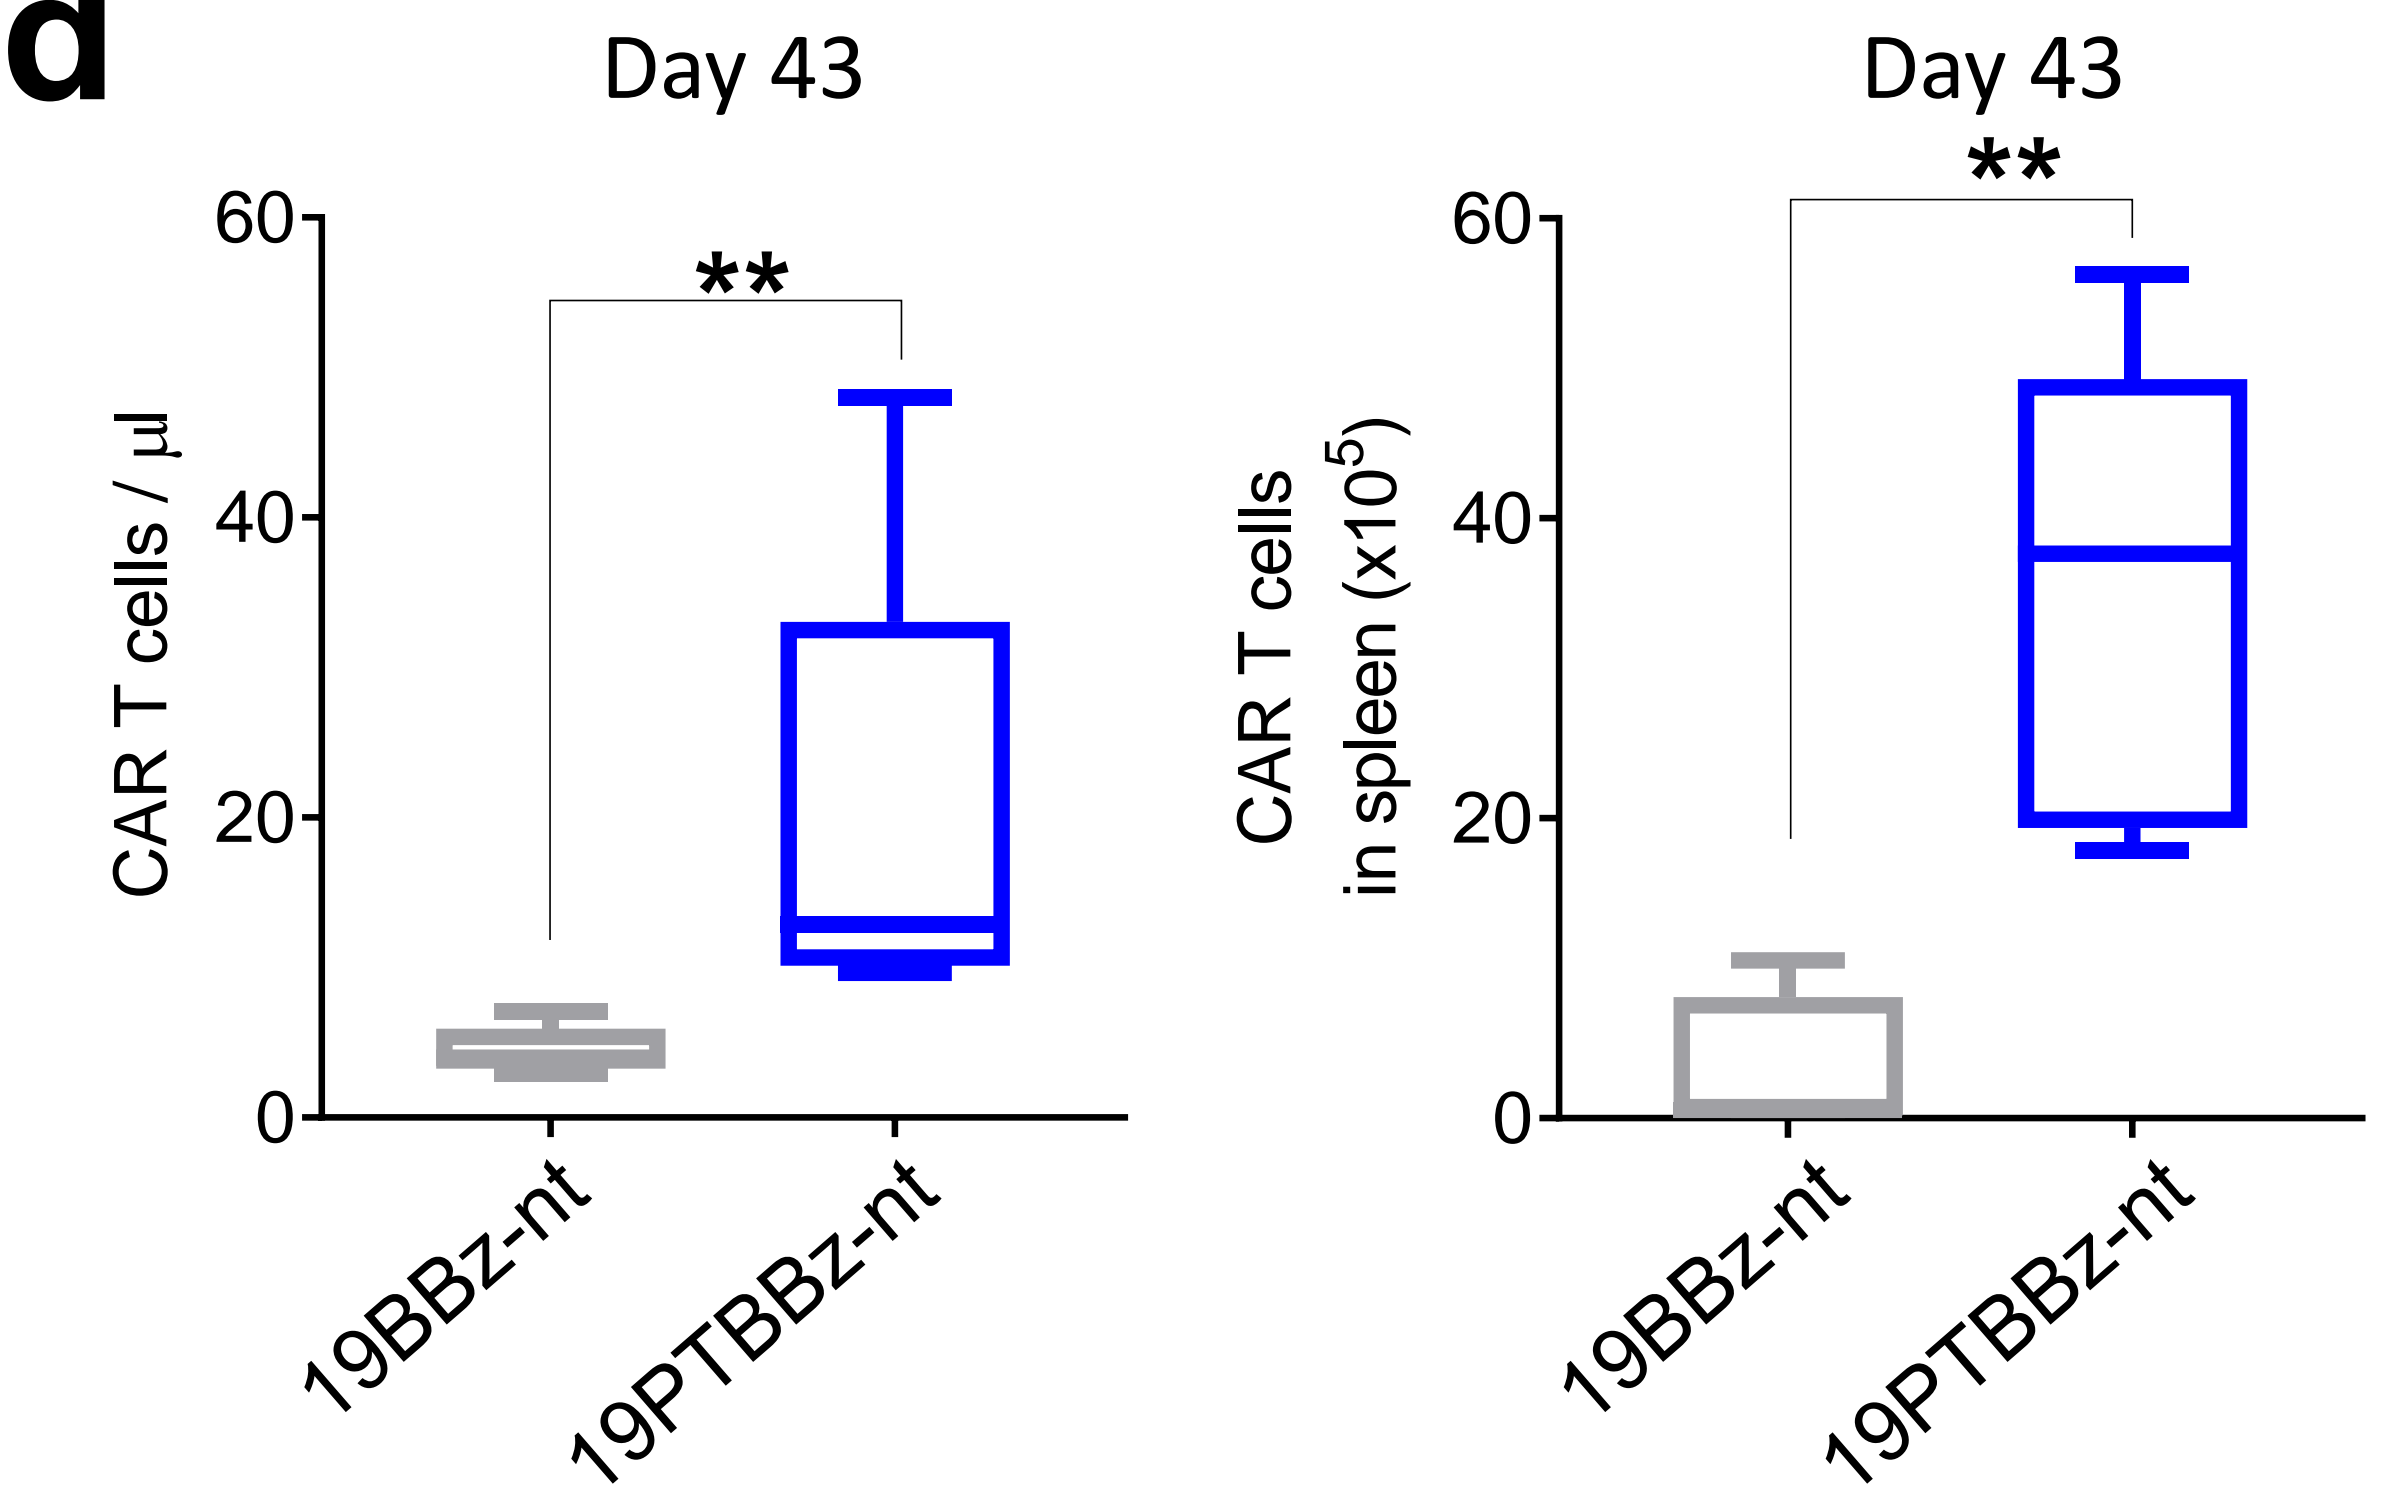 d
Day 43
**
CAR T cells / µl
60
40
20
0
19BBz-nt
19PTBBz-nt
Day 43
**
CAR T cells
in spleen (x10⁵)
60
40
20
0
19BBz-nt
19PTBBz-nt